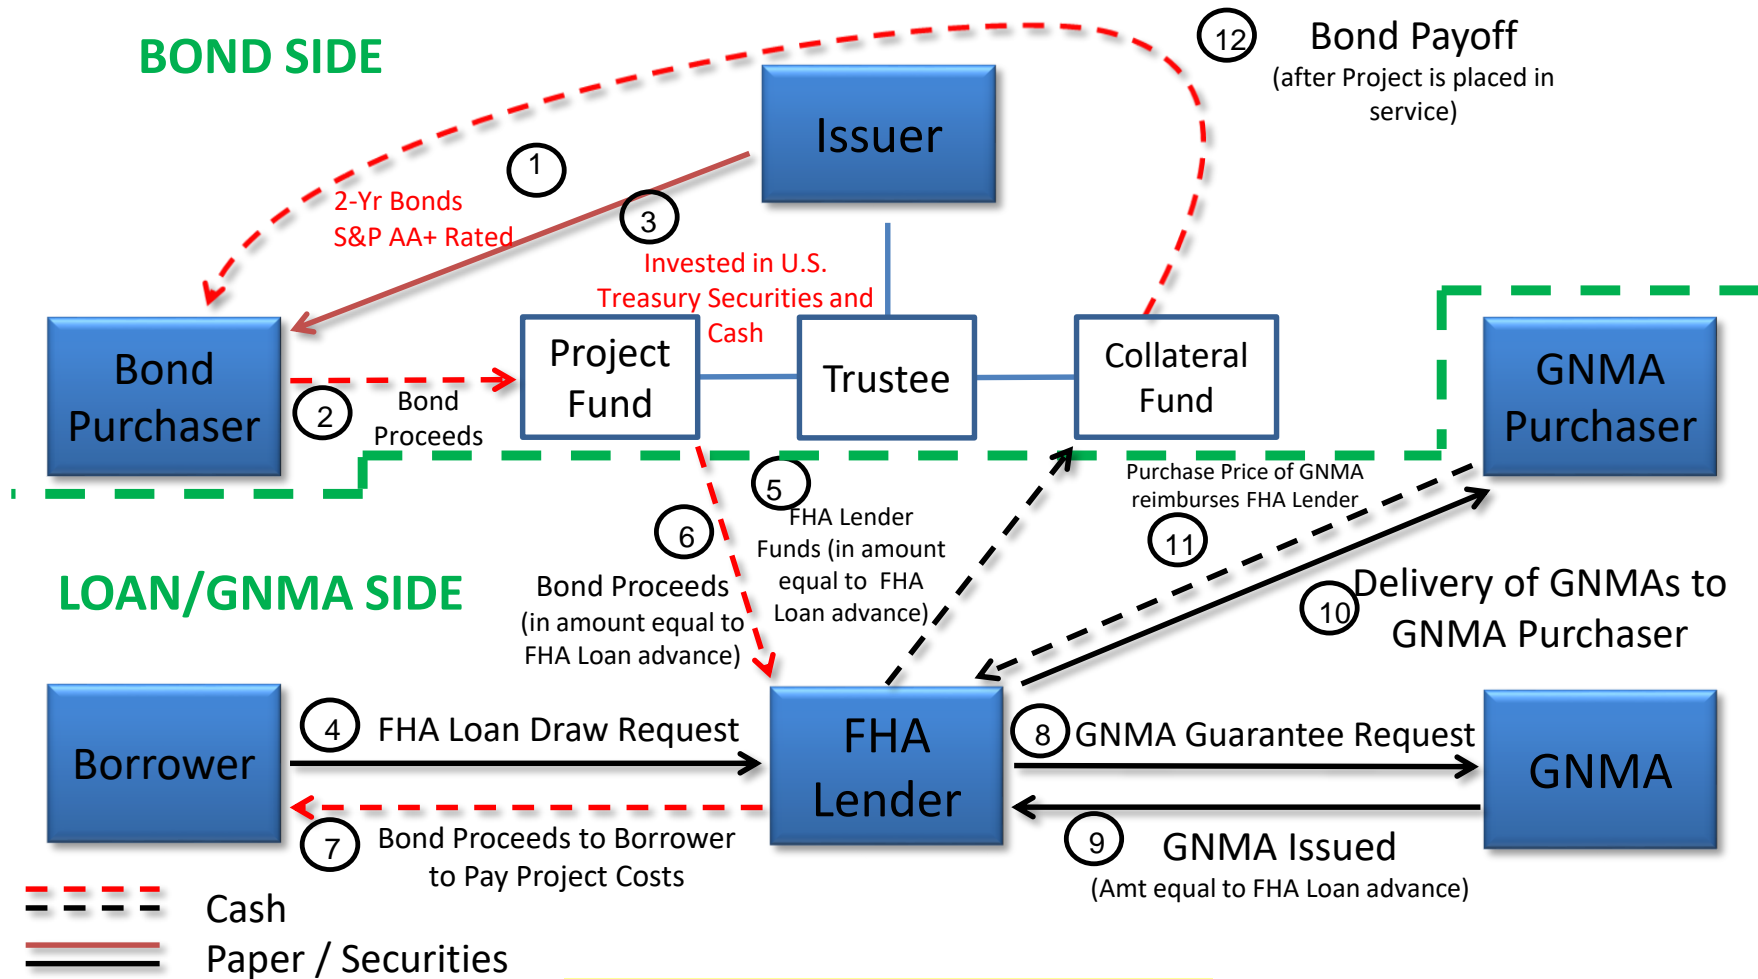 BOND SIDE
12
Bond Payoff
(after Project is placed in
service)
Issuer
1
2-Yr Bonds
S&P AA+ Rated
3
Invested in U.S.
Treasury Securities and
Cash
Bond
Purchaser
2
Bond
Proceeds
Project
Fund
Trustee
Collateral
Fund
GNMA
Purchaser
5
FHA Lender
Funds (in amount
equal to FHA
Loan advance)
Purchase Price of GNMA
reimburses FHA Lender
11
6
Bond Proceeds
(in amount equal to
FHA Loan advance)
LOAN/GNMA SIDE
10
Delivery of GNMAs to
GNMA Purchaser
Borrower
4
FHA Loan Draw Request
FHA
Lender
8
GNMA Guarantee Request
GNMA
7
Bond Proceeds to Borrower
to Pay Project Costs
9
GNMA Issued
(Amt equal to FHA Loan advance)
Cash
Paper / Securities